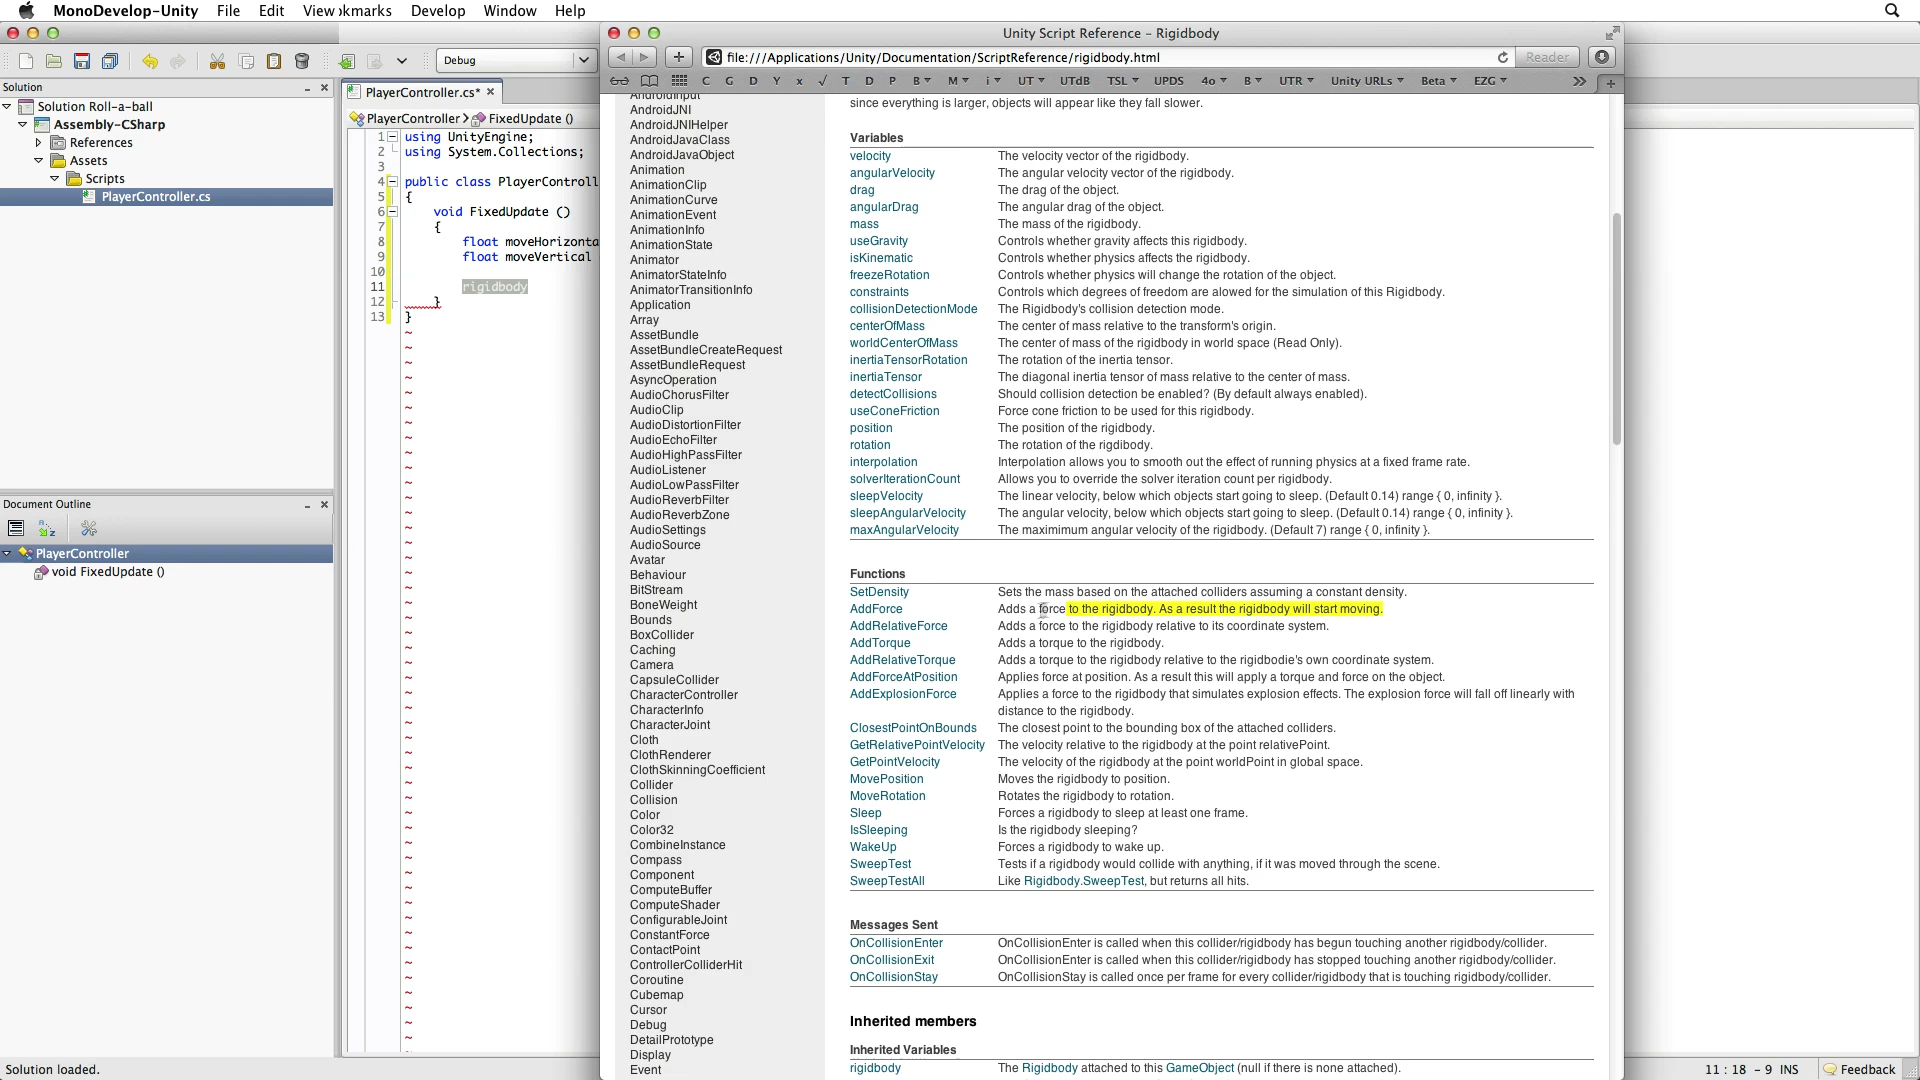 MonoDevelop-Unity File Edit View kmarks Develop Window Help
Debug
Solution
Solution Roll-a-ball
Assembly-CSharp
References
Assets
Scripts
PlayerController.cs
Document Outline
PlayerController
void FixedUpdate ()
Solution loaded.
PlayerController.cs*
PlayerController FixedUpdate ()
1 using UnityEngine;
2 using System.Collections;
3
4 public class PlayerControll
5 {
6 void FixedUpdate ()
7 {
8 float moveHorizonta
9 float moveVertical
10
11 rigidbody
12 }
13 }
Unity Script Reference – Rigidbody
file:///Applications/Unity/Documentation/ScriptReference/rigidbody.html
Reader
C G D Y x √ T D P B M i UT UTdB TSL UPDS 4o B UTR Unity URLs Beta EZG
AndroidInput
AndroidJNI
AndroidJNIHelper
AndroidJavaClass
AndroidJavaObject
Animation
AnimationClip
AnimationCurve
AnimationEvent
AnimationInfo
AnimationState
Animator
AnimatorStateInfo
AnimatorTransitionInfo
Application
Array
AssetBundle
AssetBundleCreateRequest
AssetBundleRequest
AsyncOperation
AudioChorusFilter
AudioClip
AudioDistortionFilter
AudioEchoFilter
AudioHighPassFilter
AudioListener
AudioLowPassFilter
AudioReverbFilter
AudioReverbZone
AudioSettings
AudioSource
Avatar
Behaviour
BitStream
BoneWeight
Bounds
BoxCollider
Caching
Camera
CapsuleCollider
CharacterController
CharacterInfo
CharacterJoint
Cloth
ClothRenderer
ClothSkinningCoefficient
Collider
Collision
Color
Color32
CombineInstance
Compass
Component
ComputeBuffer
ComputeShader
ConfigurableJoint
ConstantForce
ContactPoint
ControllerColliderHit
Coroutine
Cubemap
Cursor
Debug
DetailPrototype
Display
Event
since everything is larger, objects will appear like they fall slower.
Variables
velocity The velocity vector of the rigidbody.
angularVelocity The angular velocity vector of the rigidbody.
drag The drag of the object.
angularDrag The angular drag of the object.
mass The mass of the rigidbody.
useGravity Controls whether gravity affects this rigidbody.
isKinematic Controls whether physics affects the rigidbody.
freezeRotation Controls whether physics will change the rotation of the object.
constraints Controls which degrees of freedom are alowed for the simulation of this Rigidbody.
collisionDetectionMode The Rigidbody's collision detection mode.
centerOfMass The center of mass relative to the transform's origin.
worldCenterOfMass The center of mass of the rigidbody in world space (Read Only).
inertiaTensorRotation The rotation of the inertia tensor.
inertiaTensor The diagonal inertia tensor of mass relative to the center of mass.
detectCollisions Should collision detection be enabled? (By default always enabled).
useConeFriction Force cone friction to be used for this rigidbody.
position The position of the rigidbody.
rotation The rotation of the rigdibody.
interpolation Interpolation allows you to smooth out the effect of running physics at a fixed frame rate.
solverIterationCount Allows you to override the solver iteration count per rigidbody.
sleepVelocity The linear velocity, below which objects start going to sleep. (Default 0.14) range { 0, infinity }.
sleepAngularVelocity The angular velocity, below which objects start going to sleep. (Default 0.14) range { 0, infinity }.
maxAngularVelocity The maximimum angular velocity of the rigidbody. (Default 7) range { 0, infinity }.
Functions
SetDensity Sets the mass based on the attached colliders assuming a constant density.
AddForce Adds a force to the rigidbody. As a result the rigidbody will start moving.
AddRelativeForce Adds a force to the rigidbody relative to its coordinate system.
AddTorque Adds a torque to the rigidbody.
AddRelativeTorque Adds a torque to the rigidbody relative to the rigidbodie's own coordinate system.
AddForceAtPosition Applies force at position. As a result this will apply a torque and force on the object.
AddExplosionForce Applies a force to the rigidbody that simulates explosion effects. The explosion force will fall off linearly with
distance to the rigidbody.
ClosestPointOnBounds The closest point to the bounding box of the attached colliders.
GetRelativePointVelocity The velocity relative to the rigidbody at the point relativePoint.
GetPointVelocity The velocity of the rigidbody at the point worldPoint in global space.
MovePosition Moves the rigidbody to position.
MoveRotation Rotates the rigidbody to rotation.
Sleep Forces a rigidbody to sleep at least one frame.
IsSleeping Is the rigidbody sleeping?
WakeUp Forces a rigidbody to wake up.
SweepTest Tests if a rigidbody would collide with anything, if it was moved through the scene.
SweepTestAll Like Rigidbody.SweepTest, but returns all hits.
Messages Sent
OnCollisionEnter OnCollisionEnter is called when this collider/rigidbody has begun touching another rigidbody/collider.
OnCollisionExit OnCollisionEnter is called when this collider/rigidbody has stopped touching another rigidbody/collider.
OnCollisionStay OnCollisionStay is called once per frame for every collider/rigidbody that is touching rigidbody/collider.
Inherited members
Inherited Variables
rigidbody The Rigidbody attached to this GameObject (null if there is none attached).
11 : 18 - 9 INS Feedback